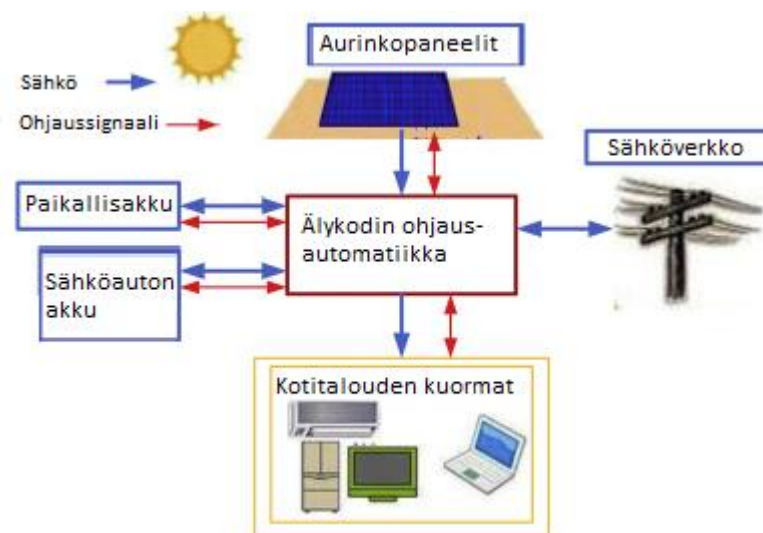 Aurinkopaneelit
Sähkö
Ohjaussignaali
Sähköverkko
Paikallisakku
Älykodin ohjaus-
automatiikka
Sähköauton
akku
Kotitalouden kuormat